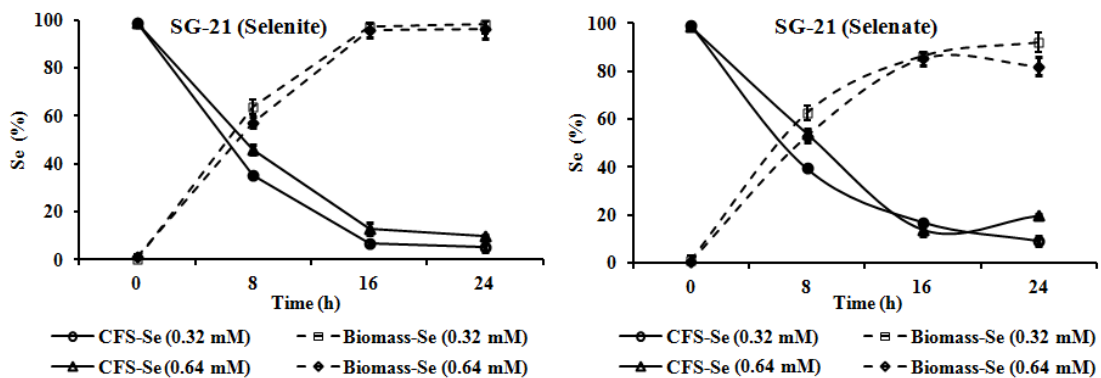 SG-21 (Selenite)
100
80
60
40
20
0
Se (%)
0 8 16 24
Time (h)
CFS-Se (0.32 mM) Biomass-Se (0.32 mM)
CFS-Se (0.64 mM) Biomass-Se (0.64 mM)
SG-21 (Selenate)
100
80
60
40
20
0
Se (%)
0 8 16 24
Time (h)
CFS-Se (0.32 mM) Biomass-Se (0.32 mM)
CFS-Se (0.64 mM) Biomass-Se (0.64 mM)